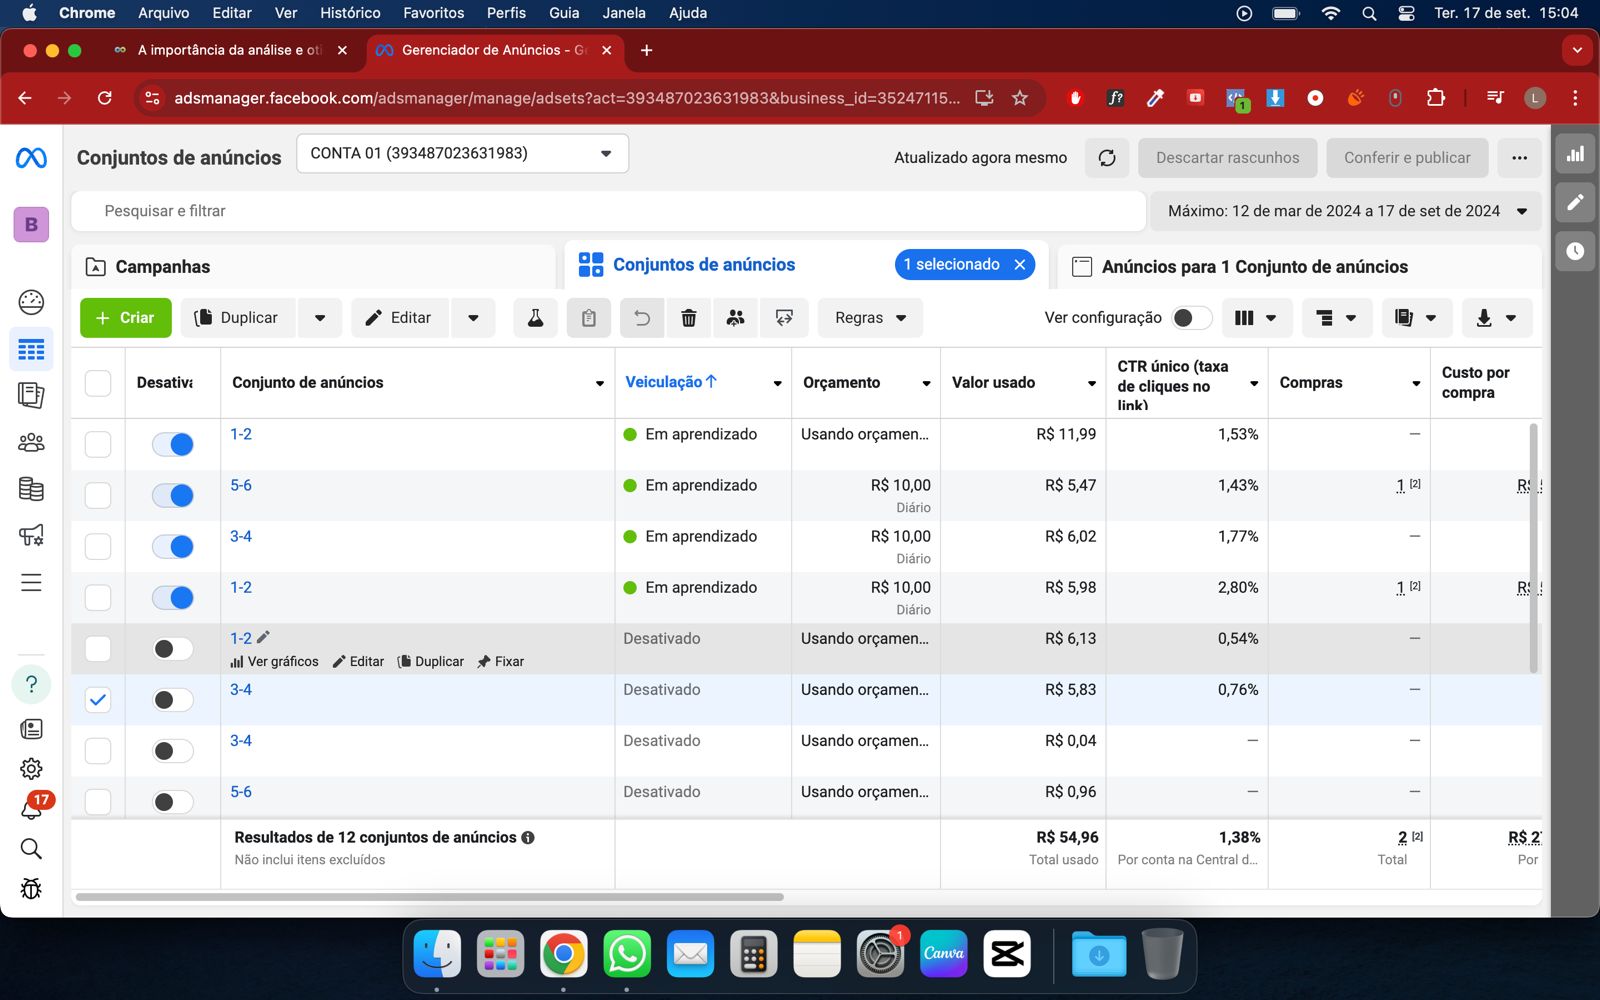 Chrome Arquivo Editar Ver Histórico Favoritos Perfis Guia Janela Ajuda Ter. 17 de set. 15:04
A importância da análise e oti
Gerenciador de Anúncios - Ge
adsmanager.facebook.com/adsmanager/manage/adsets?act=393487023631983&business_id=35247115...
f?
1
L
Conjuntos de anúncios
CONTA 01 (393487023631983)
Atualizado agora mesmo
Descartar rascunhos
Conferir e publicar
B
Pesquisar e filtrar
Máximo: 12 de mar de 2024 a 17 de set de 2024
Campanhas
Conjuntos de anúncios
1 selecionado
Anúncios para 1 Conjunto de anúncios
+ Criar
Duplicar
Editar
Regras
Ver configuração
Desativa
Conjunto de anúncios
Veiculação↑
Orçamento
Valor usado
CTR único (taxa
de cliques no
link)
Compras
Custo por
compra
1-2 Em aprendizado Usando orçamen... R$ 11,99 1,53% —
5-6 Em aprendizado R$ 10,00 R$ 5,47 1,43% 1 [2] R$ 5
Diário
3-4 Em aprendizado R$ 10,00 R$ 6,02 1,77% —
Diário
1-2 Em aprendizado R$ 10,00 R$ 5,98 2,80% 1 [2] R$ 5
Diário
1-2 Desativado Usando orçamen... R$ 6,13 0,54% —
Ver gráficos Editar Duplicar Fixar
3-4 Desativado Usando orçamen... R$ 5,83 0,76% —
3-4 Desativado Usando orçamen... R$ 0,04 — —
5-6 Desativado Usando orçamen... R$ 0,96 — —
Resultados de 12 conjuntos de anúncios R$ 54,96 1,38% 2 [2] R$ 27
Não inclui itens excluídos Total usado Por conta na Central d... Total Por
?
17
1
Canva